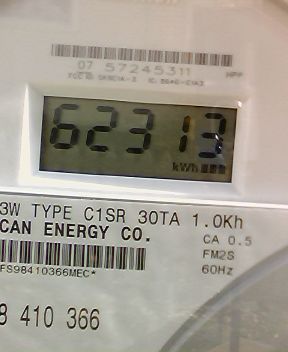 07 57245311 HPP
62313
kWh
3W TYPE C1SR 30TA 1.0Kh
CAN ENERGY CO. CA 0.5
FM2S
FS98410366MEC* 60Hz
8 410 366